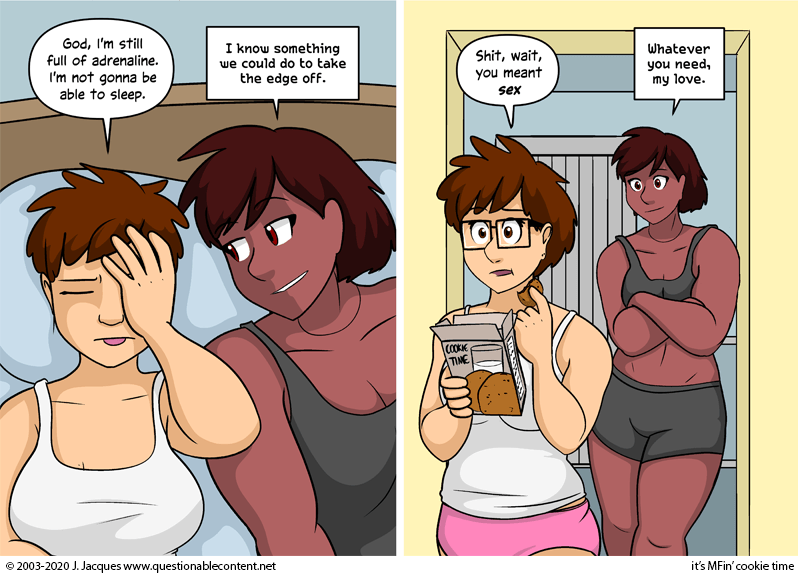 God, I'm still
full of adrenaline.
I'm not gonna be
able to sleep.
I know something
we could do to take
the edge off.
Shit, wait,
you meant
sex
Whatever
you need,
my love.
COOKIE
TIME
© 2003-2020 J. Jacques www.questionablecontent.net
it's MFin' cookie time